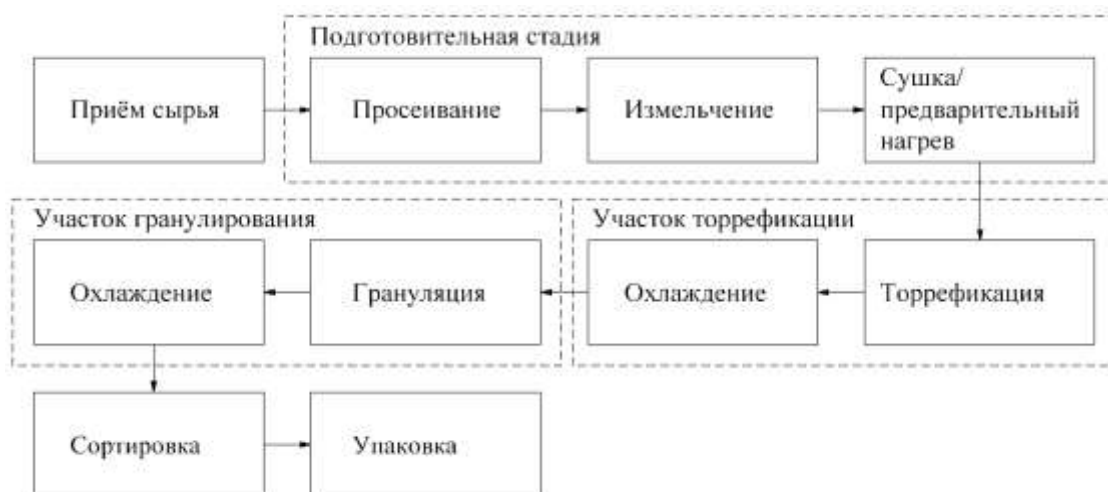 Подготовительная стадия
Приём сырья
Просеивание
Измельчение
Сушка/
предварительный
нагрев
Участок гранулирования
Участок торрефикации
Охлаждение
Грануляция
Охлаждение
Торрефикация
Сортировка
Упаковка